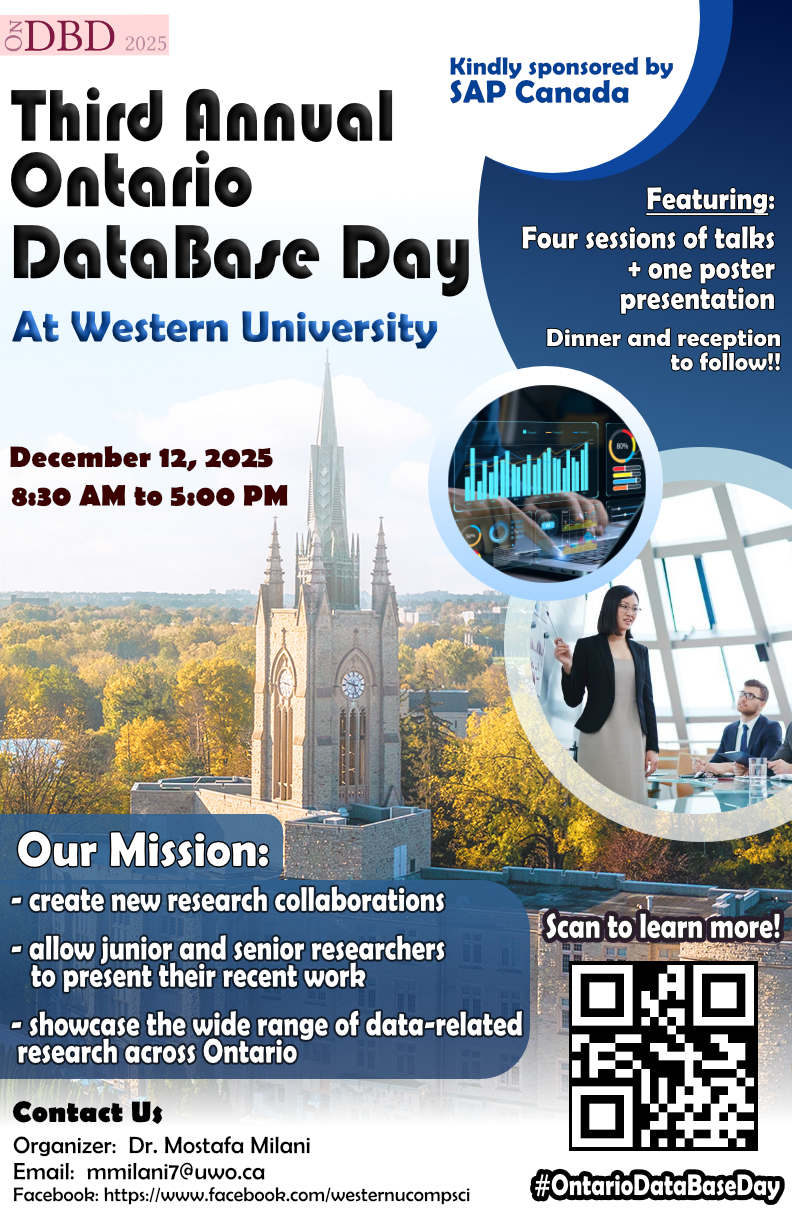 ONDBD 2025
Kindly sponsored by
SAP Canada
Third Annual
Ontario
DataBase Day
At Western University
Featuring:
Four sessions of talks
+ one poster
presentation
Dinner and reception
to follow!!
December 12, 2025
8:30 AM to 5:00 PM
80%
Our Mission:
- create new research collaborations
- allow junior and senior researchers
to present their recent work
- showcase the wide range of data-related
research across Ontario
Scan to learn more!
Contact Us
Organizer: Dr. Mostafa Milani
Email: mmilani7@uwo.ca
Facebook: https://www.facebook.com/westernucompsci
#OntarioDataBaseDay